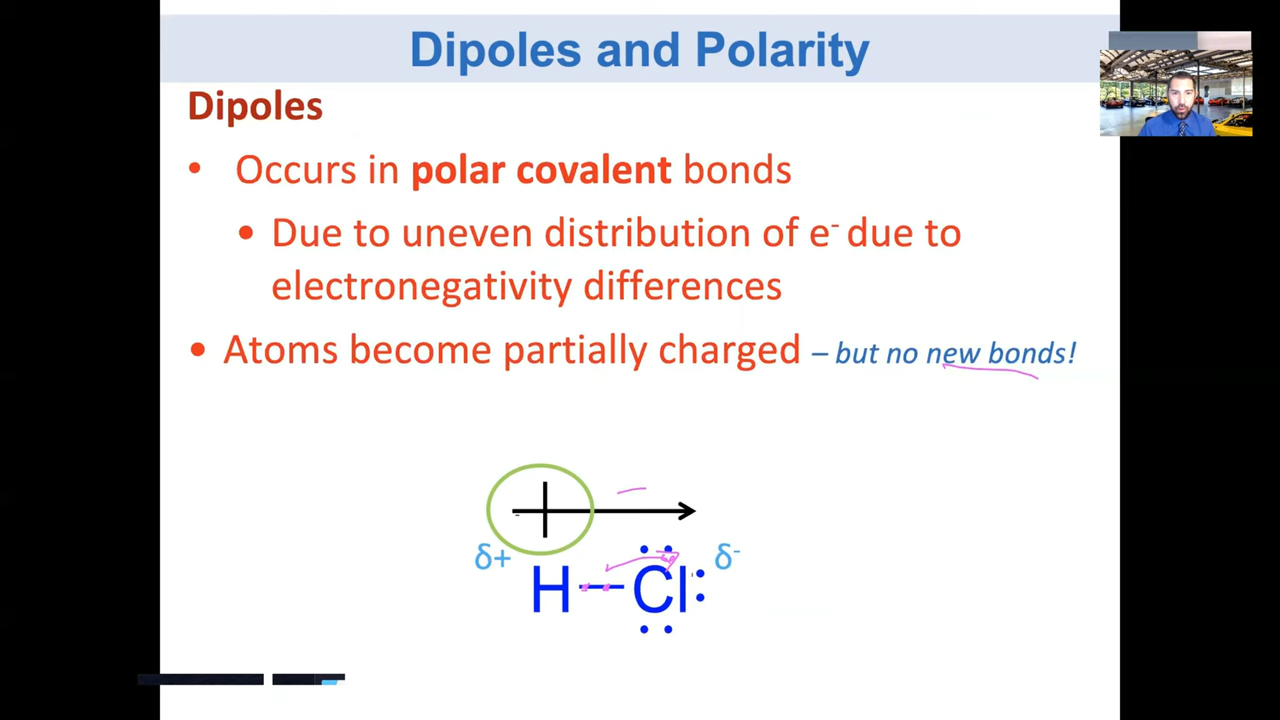 Dipoles and Polarity
Dipoles
• Occurs in polar covalent bonds
• Due to uneven distribution of e⁻ due to
electronegativity differences
• Atoms become partially charged – but no new bonds!
δ+ δ⁻
H–Cl